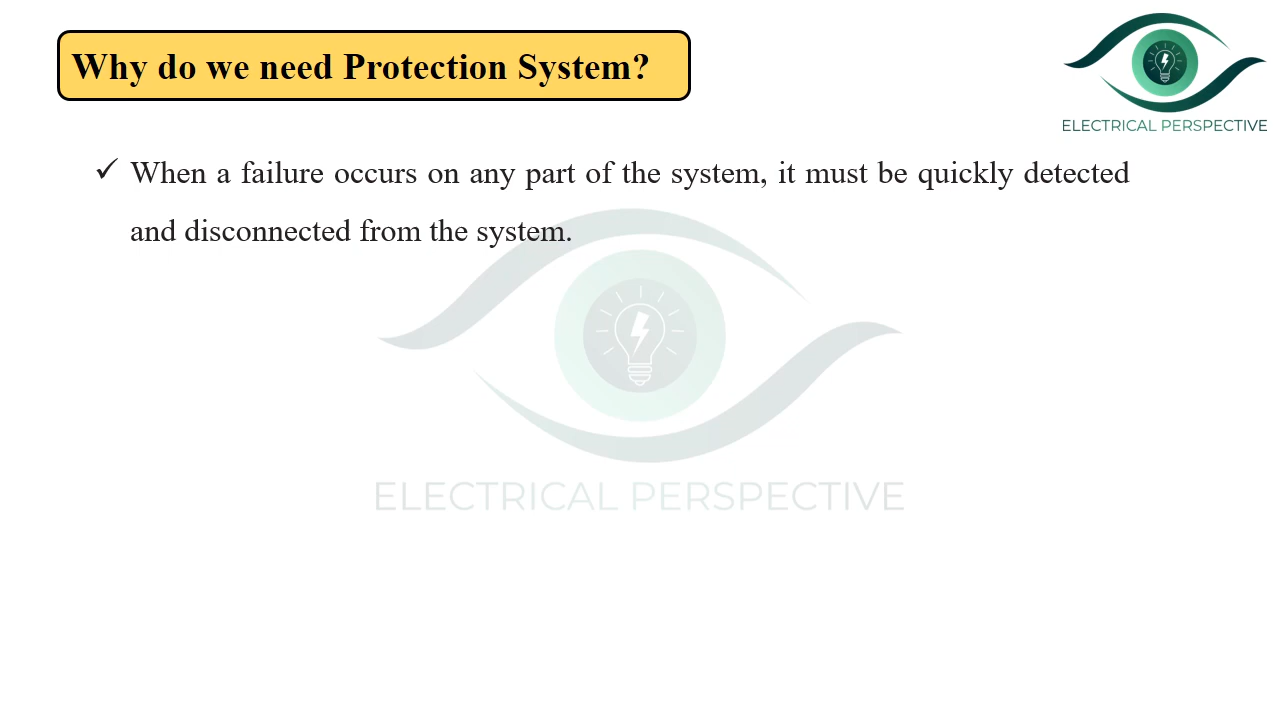 Why do we need Protection System?
ELECTRICAL PERSPECTIVE
✓ When a failure occurs on any part of the system, it must be quickly detected
and disconnected from the system.
ELECTRICAL PERSPECTIVE